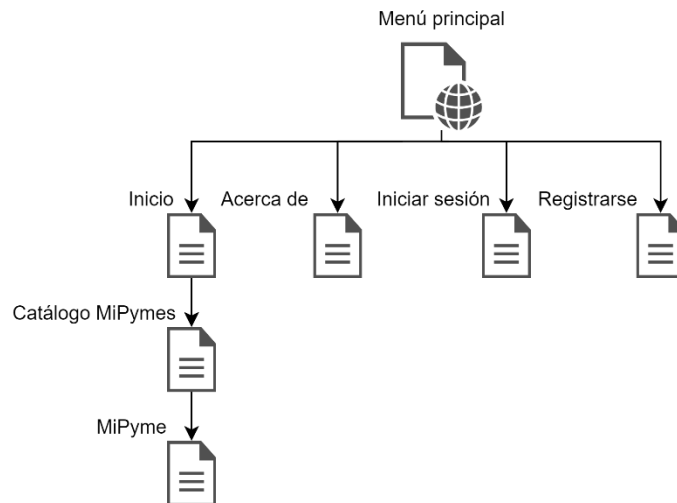 Menú principal
Inicio
Acerca de
Iniciar sesión
Registrarse
Catálogo MiPymes
MiPyme